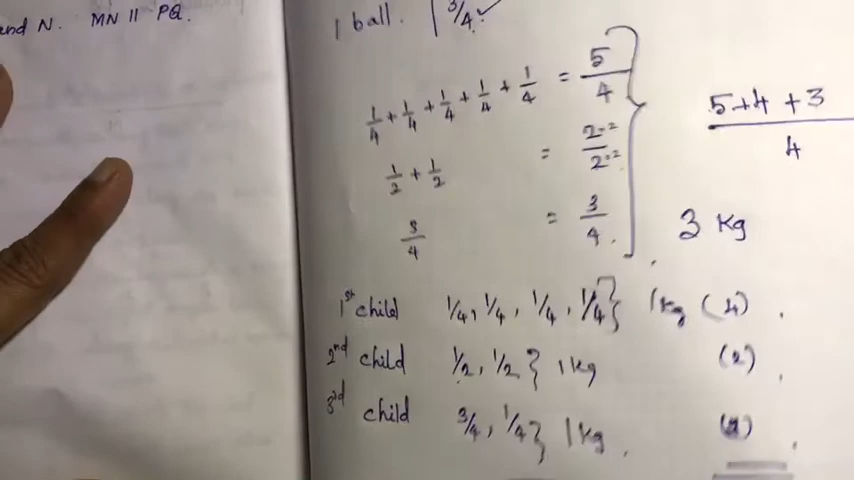 and N. MN || PQ.
1 ball. | 3/4. ✓
1/4 + 1/4 + 1/4 + 1/4 + 1/4 = 5/4
1/2 + 1/2 = 2×2/2×2
3/4 = 3/4.
5+4+3/4
3 Kg
1st child 1/4, 1/4, 1/4, 1/4 } 1kg (4).
2nd child 1/2, 1/2 } 1kg (2).
3rd child 3/4, 1/4 } 1kg.